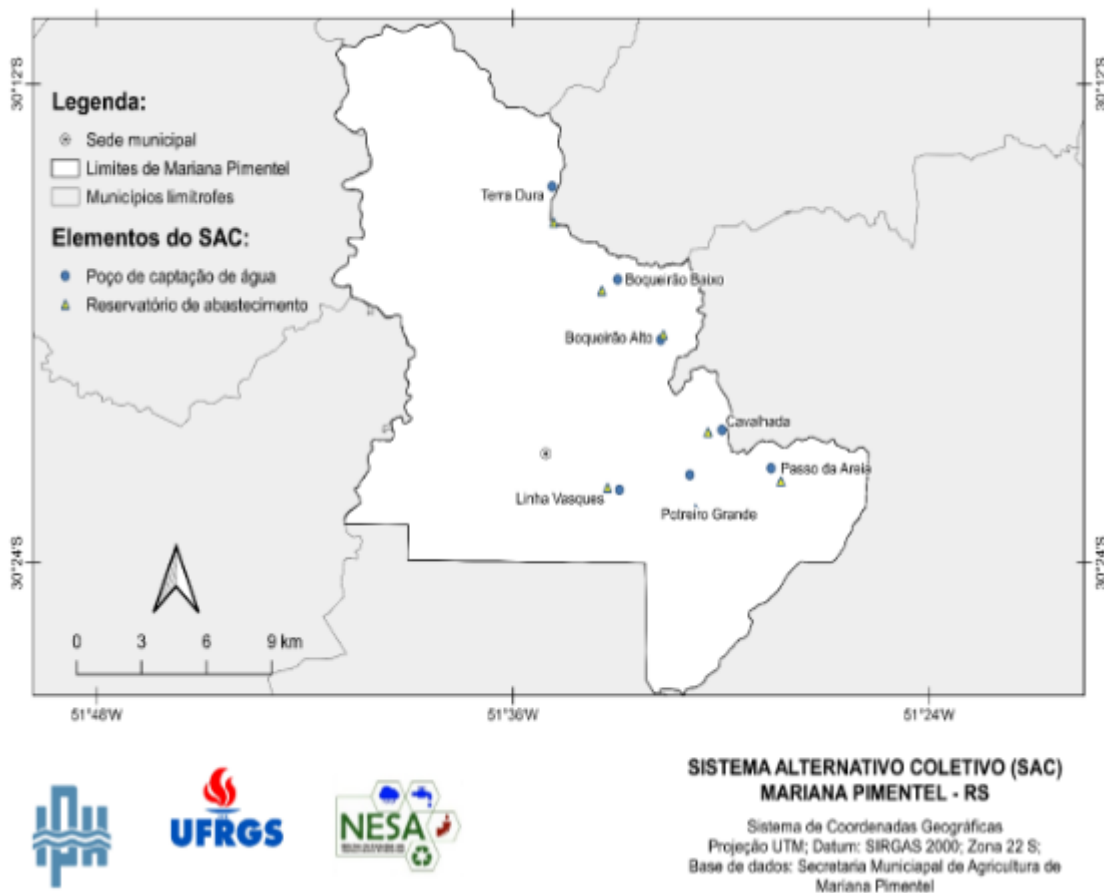 30°12'S
30°12'S
Legenda:
Sede municipal
Limites de Mariana Pimentel
Municípios limítrofes
Elementos do SAC:
Poço de captação de água
Reservatório de abastecimento
Terra Dura
Boqueirão Baixo
Boqueirão Alto
Cavalhada
Passo da Areia
Linha Vasques
Potreiro Grande
30°24'S
30°24'S
0 3 6 9 km
51°48'W
51°36'W
51°24'W
UFRGS
NESA
SISTEMA ALTERNATIVO COLETIVO (SAC)
MARIANA PIMENTEL - RS
Sistema de Coordenadas Geográficas
Projeção UTM; Datum: SIRGAS 2000; Zona 22 S;
Base de dados: Secretaria Municiapal de Agricultura de
Mariana Pimentel